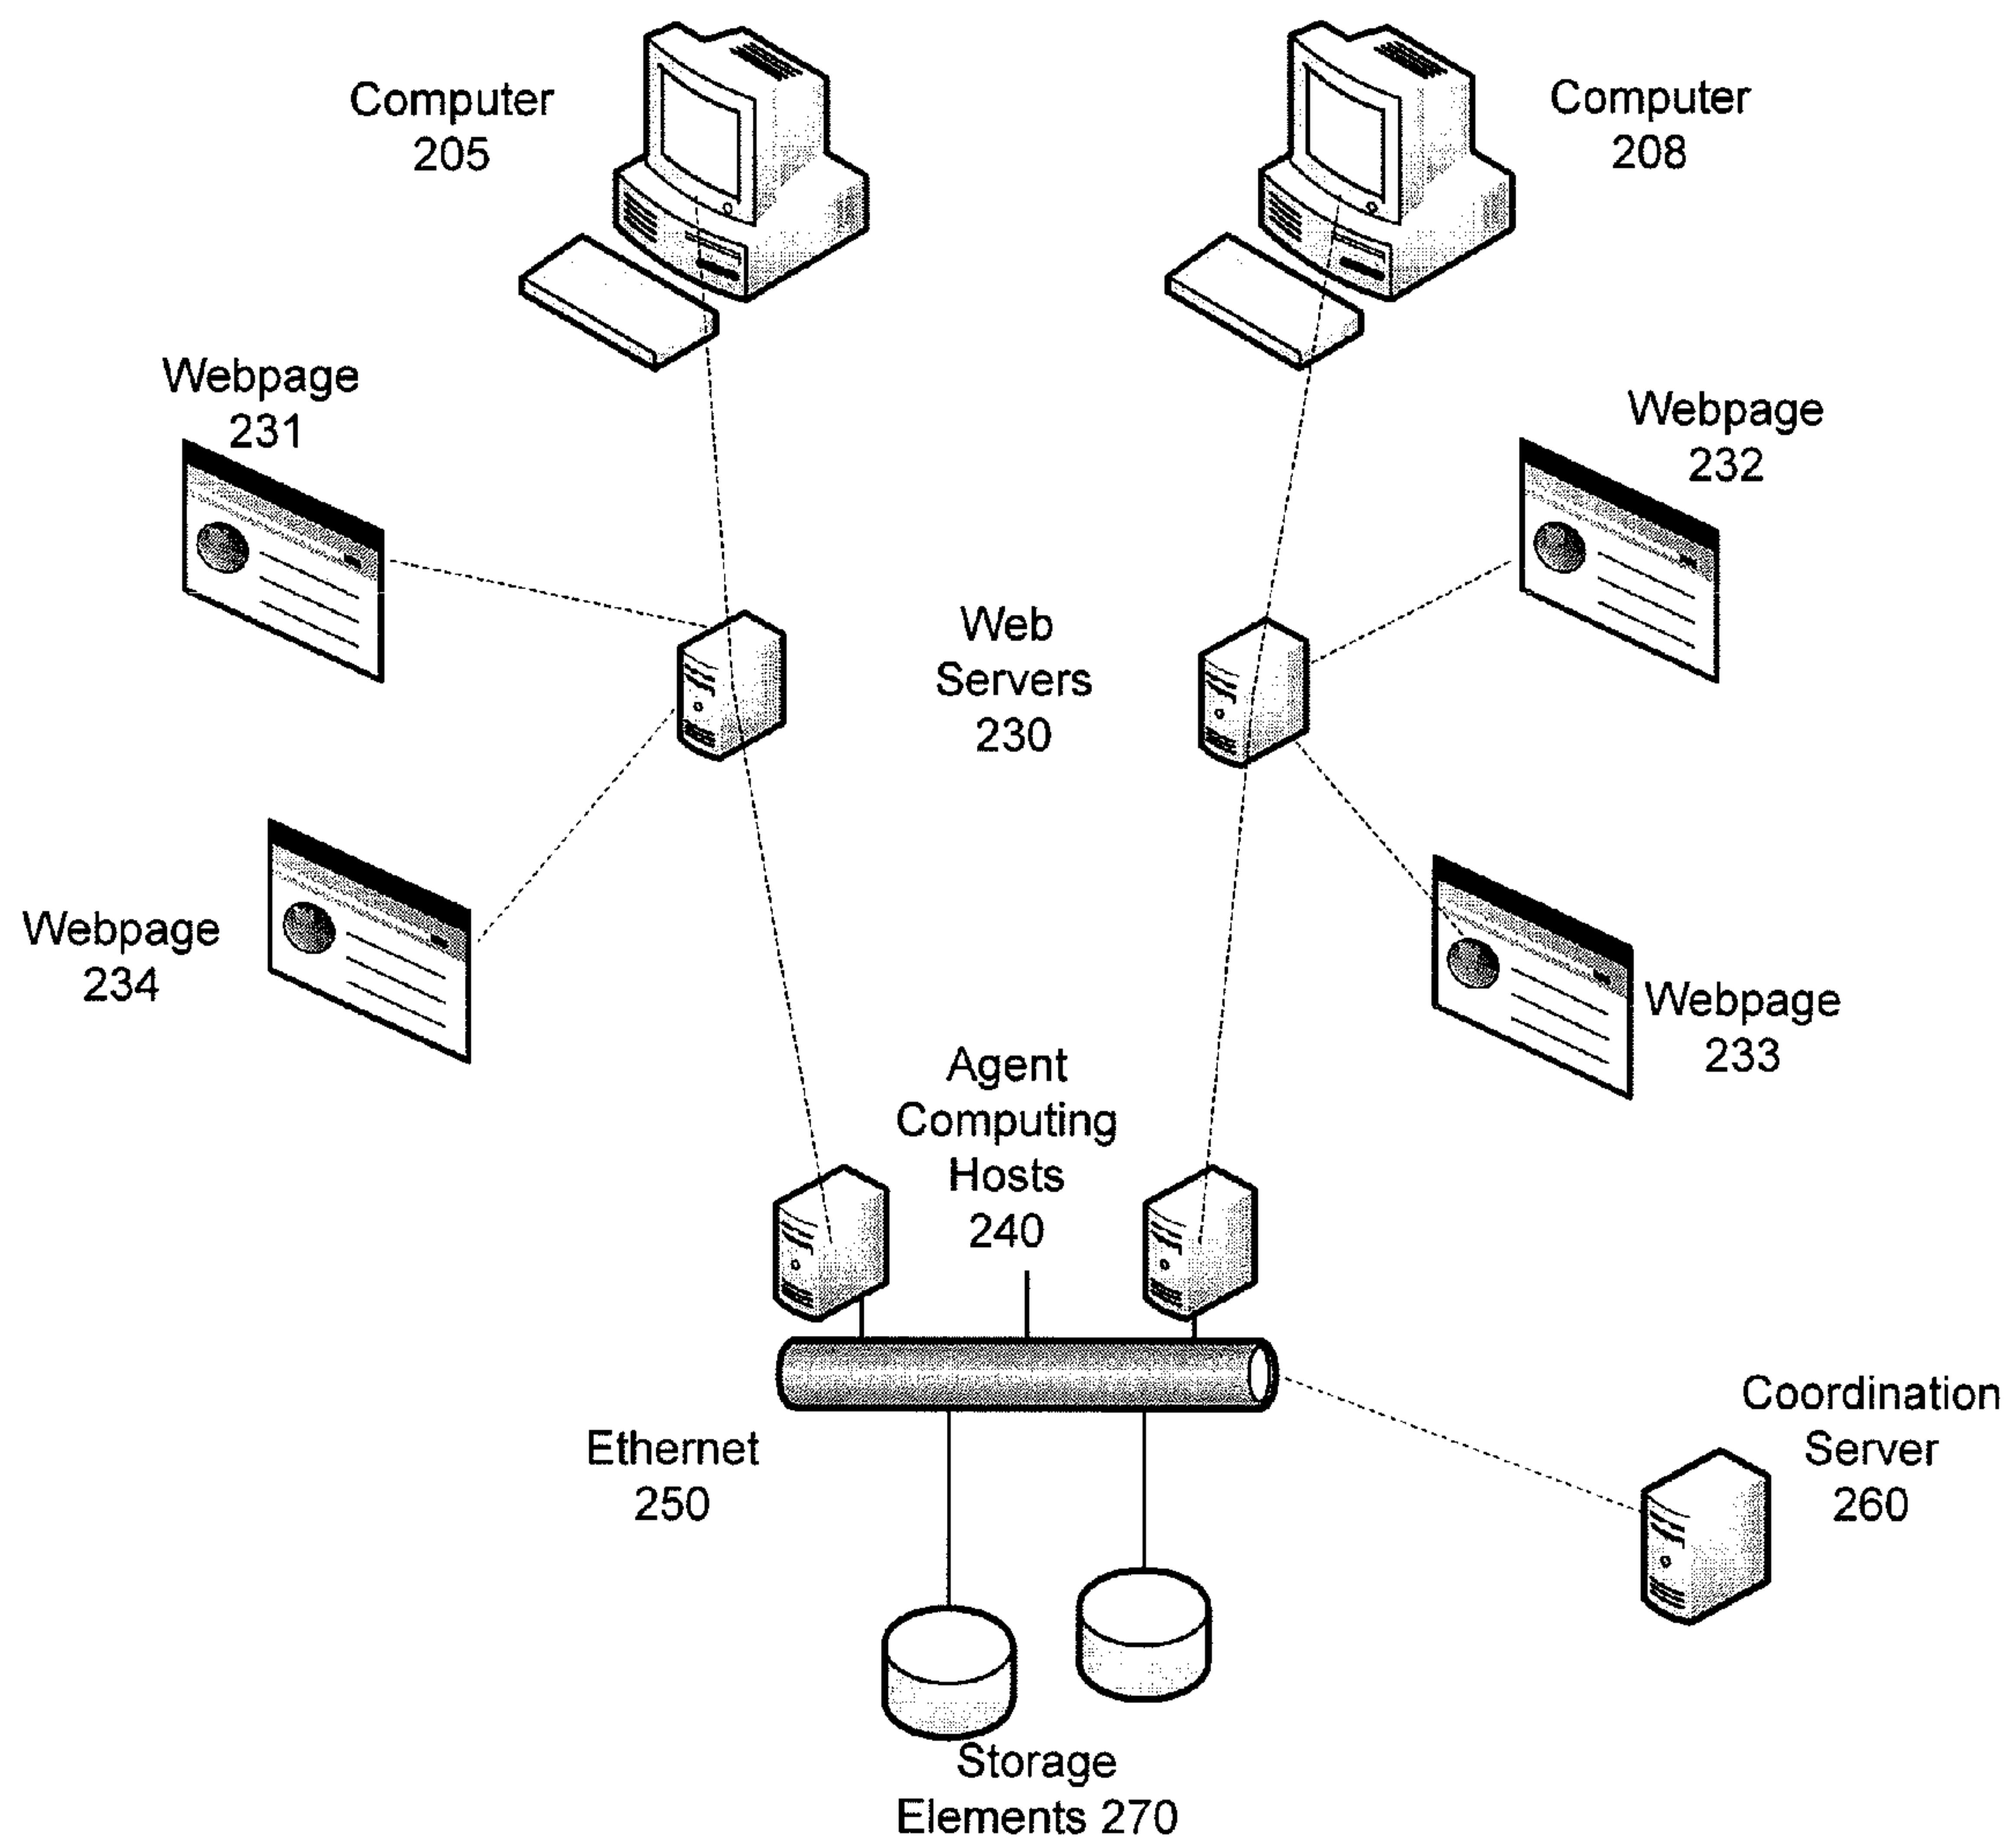 Computer
205
Computer
208
Webpage
231
Webpage
232
Web
Servers
230
Webpage
234
Webpage
233
Agent
Computing
Hosts
240
Ethernet
250
Coordination
Server
260
Storage
Elements 270